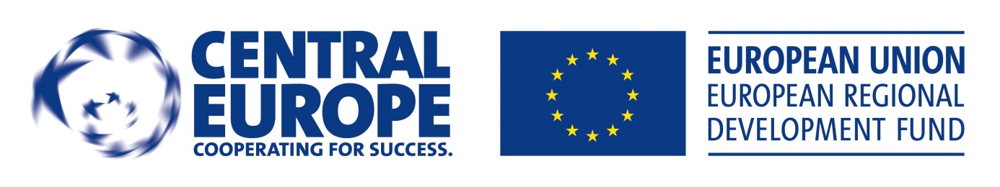 CENTRAL
EUROPE
COOPERATING FOR SUCCESS.
EUROPEAN UNION
EUROPEAN REGIONAL
DEVELOPMENT FUND